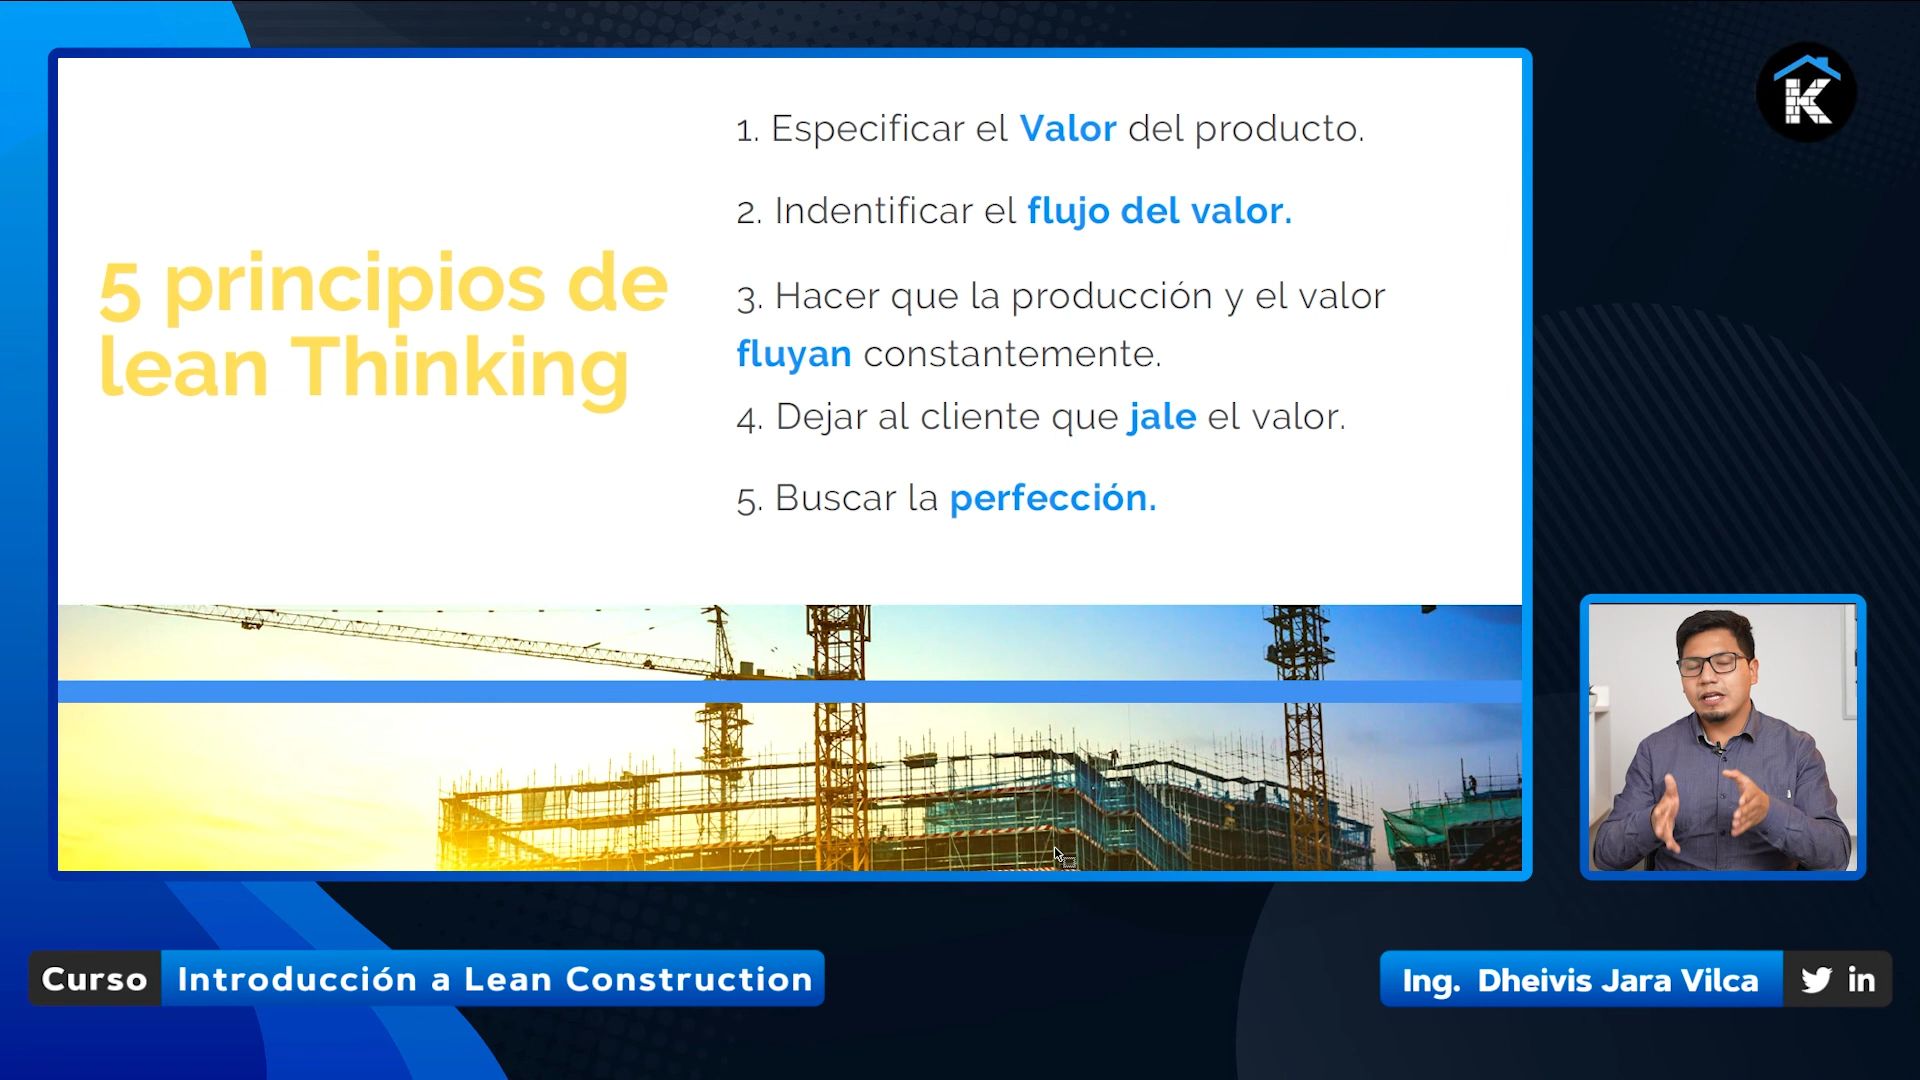 5 principios de
lean Thinking
1. Especificar el Valor del producto.
2. Indentificar el flujo del valor.
3. Hacer que la producción y el valor
fluyan constantemente.
4. Dejar al cliente que jale el valor.
5. Buscar la perfección.
K
Curso Introducción a Lean Construction
Ing. Dheivis Jara Vilca in